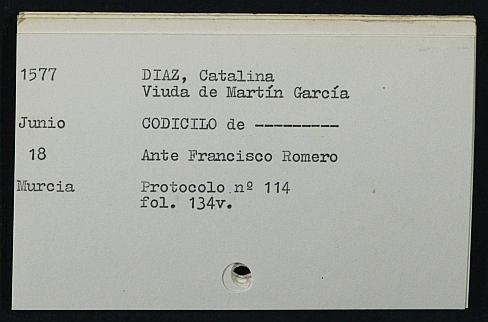 1577 DIAZ, Catalina
Viuda de Martín García
Junio CODICILO de ---------
18 Ante Francisco Romero
Murcia Protocolo nº 114
fol. 134v.